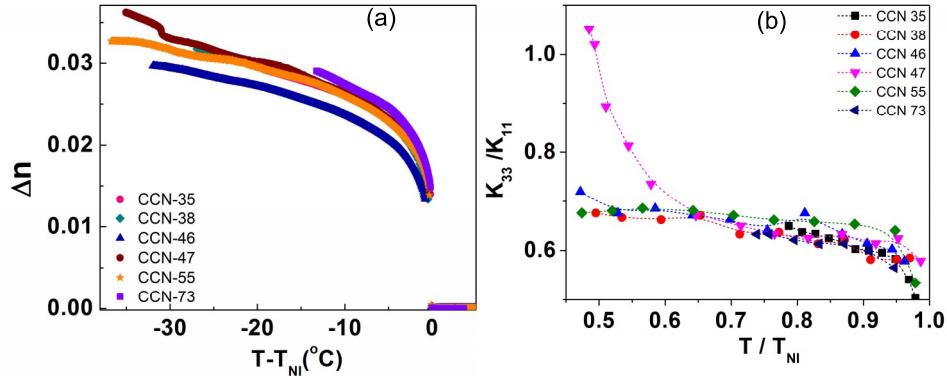 (a)
0.03
0.02
0.01
0.00
Δn
CCN-35
CCN-38
CCN-46
CCN-47
CCN-55
CCN-73
-30
-20
-10
0
T-T_NI(°C)
(b)
CCN 35
CCN 38
CCN 46
CCN 47
CCN 55
CCN 73
1.0
0.8
0.6
K₃₃/K₁₁
0.5
0.6
0.7
0.8
0.9
1.0
T / T_NI